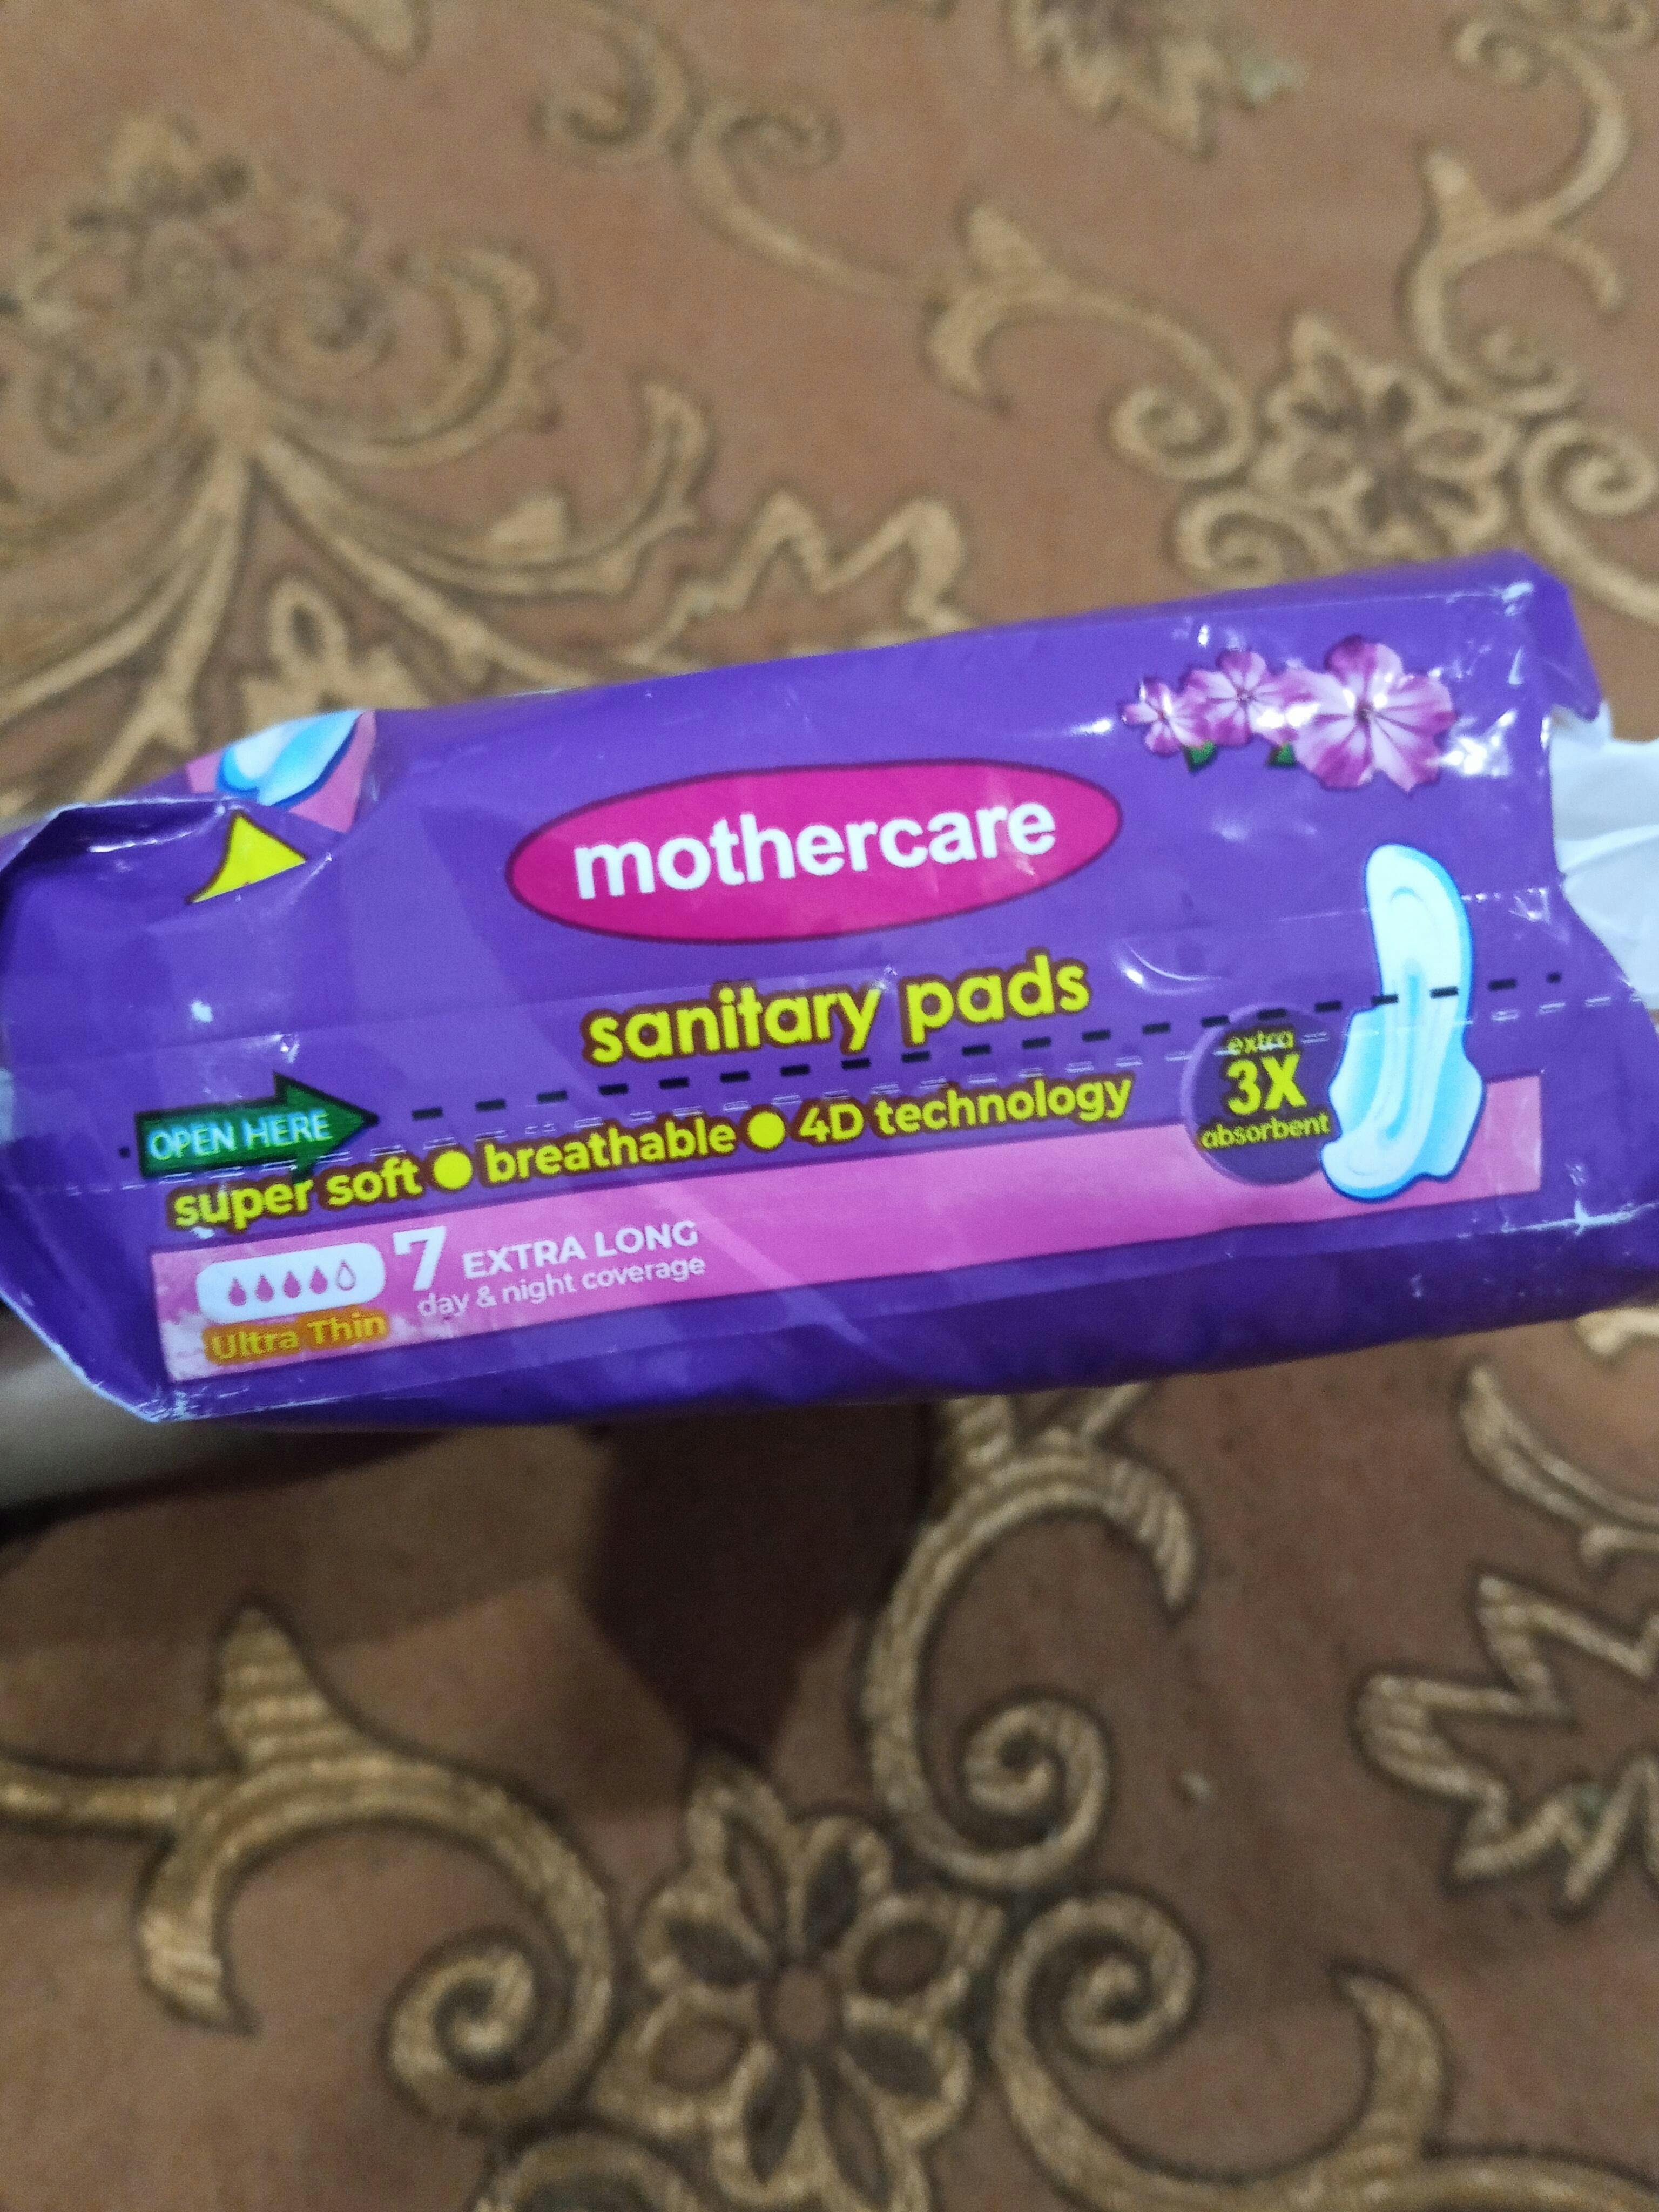 mothercare
sanitary pads
OPEN HERE
super soft ● breathable ● 4D technology
extra
3X
absorbent
7 EXTRA LONG
day & night coverage
Ultra Thin